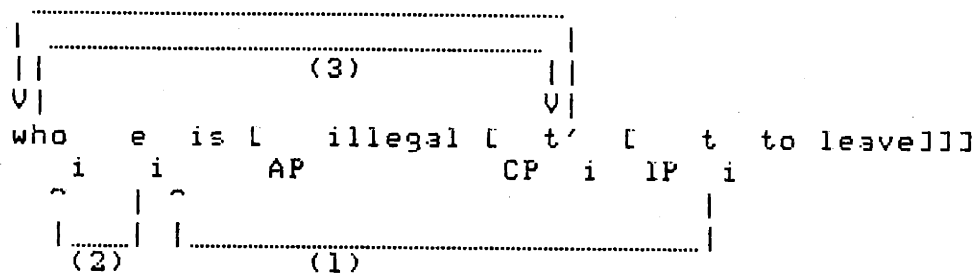 (3)
who e is [ illegal [ t' [ t to leave]]]
i i AP CP i IP i
(2) (1)